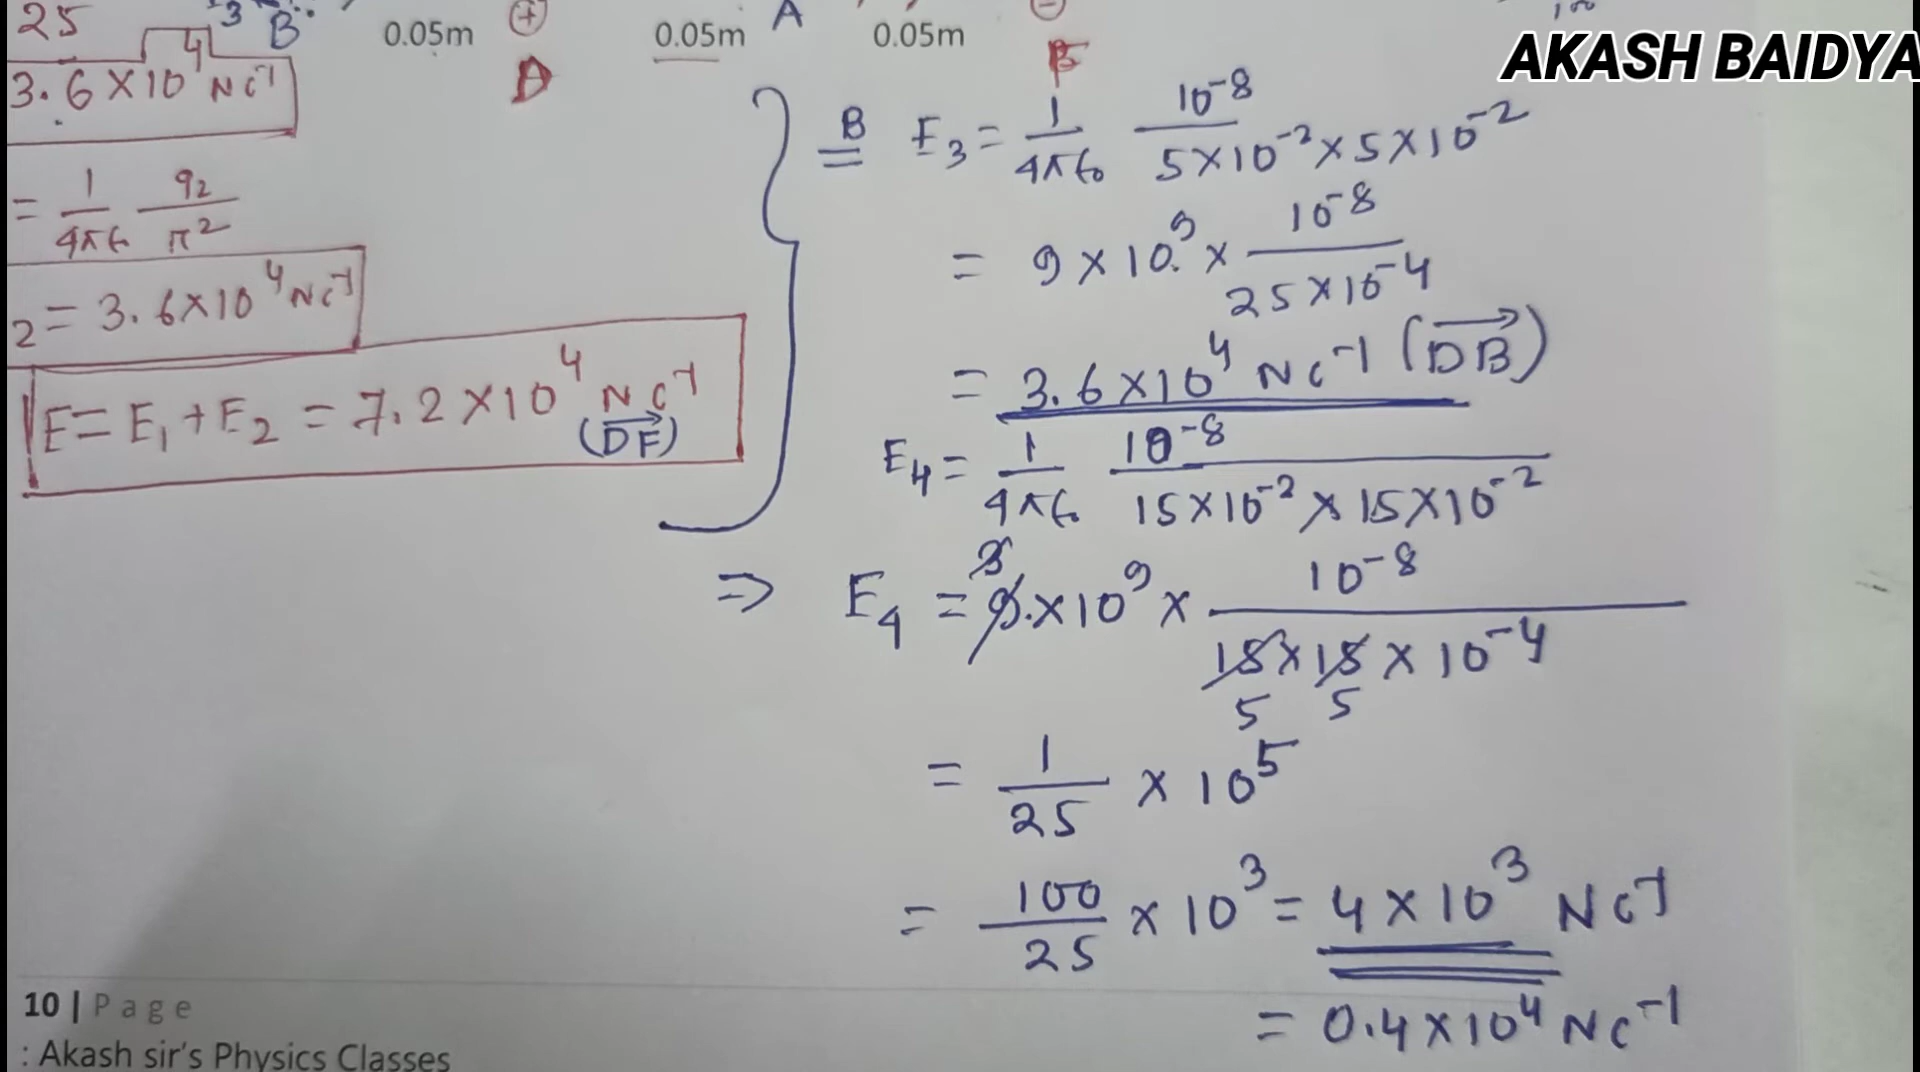 25
3 B
0.05m
+
0.05m
A
0.05m
−
D
AKASH BAIDYA
3.6×10⁴ NC⁻¹
= 1/4πε₀ q₂/r²
2 = 3.6×10⁴ NC⁻¹
E = E₁ + E₂ = 7.2×10⁴ NC⁻¹
(DF)
B E₃ = 1/4πε₀ 10⁻⁸/5×10⁻²×5×10⁻²
= 9×10⁹ × 10⁻⁸/25×10⁻⁴
= 3.6×10⁴ NC⁻¹ (DB)
E₄ = 1/4πε₀ 10⁻⁸/15×10⁻²×15×10⁻²
⇒ E₄ = 9×10⁹ × 10⁻⁸/15×15×10⁻⁴
5 5
= 1/25 × 10⁵
= 100/25 × 10³ = 4×10³ NC⁻¹
= 0.4×10⁴ NC⁻¹
10 | Page
: Akash sir's Physics Classes